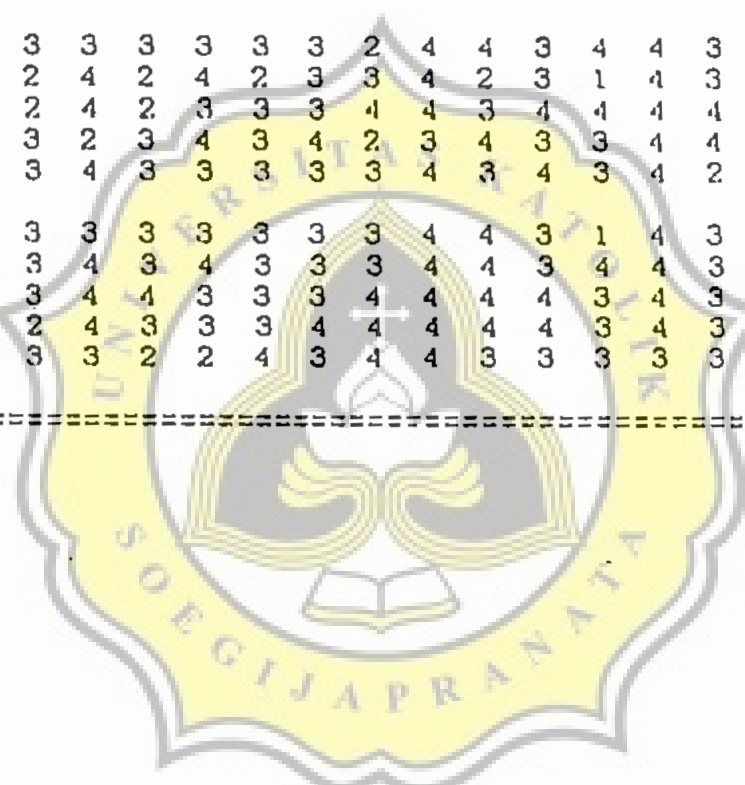 3 3 3 3 3 3 2 4 4 3 4 4 3
2 4 2 4 2 3 3 4 2 3 1 4 3
2 4 2 3 3 3 4 4 3 4 4 4 4
3 2 3 4 3 4 2 3 4 3 3 4 4
3 4 3 3 3 3 3 4 3 4 3 4 2
3 3 3 3 3 3 3 4 4 3 1 4 3
3 4 3 4 3 3 3 4 4 3 4 4 3
3 4 4 3 3 3 4 4 4 4 3 4 3
2 4 3 3 3 4 4 4 4 4 3 4 3
3 3 2 2 4 3 4 4 3 3 3 3 3
UNIVERSITAS KATOLIK
SOEGIJAPRANATA